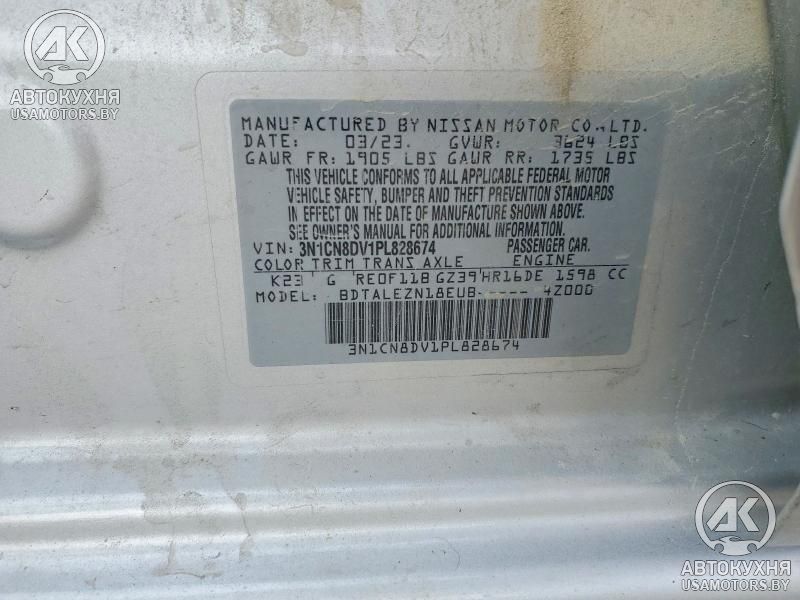 AK
АВТОКУХНЯ
USAMOTORS.BY
MANUFACTURED BY NISSAN MOTOR CO., LTD.
DATE: 03/23. GVWR: 3624 LBS
GAWR FR: 1905 LBS GAWR RR: 1735 LBS
THIS VEHICLE CONFORMS TO ALL APPLICABLE FEDERAL MOTOR
VEHICLE SAFETY, BUMPER AND THEFT PREVENTION STANDARDS
IN EFFECT ON THE DATE OF MANUFACTURE SHOWN ABOVE.
SEE OWNER'S MANUAL FOR ADDITIONAL INFORMATION.
VIN: 3N1CN8DV1PL828674 PASSENGER CAR.
COLOR TRIM TRANS AXLE ENGINE
K23 G RE0F11B GZ39 HR16DE 1598 CC
MODEL: BDTALEZN18EUB----- 4Z000
3N1CN8DV1PL828674
AK
АВТОКУХНЯ
USAMOTORS.BY